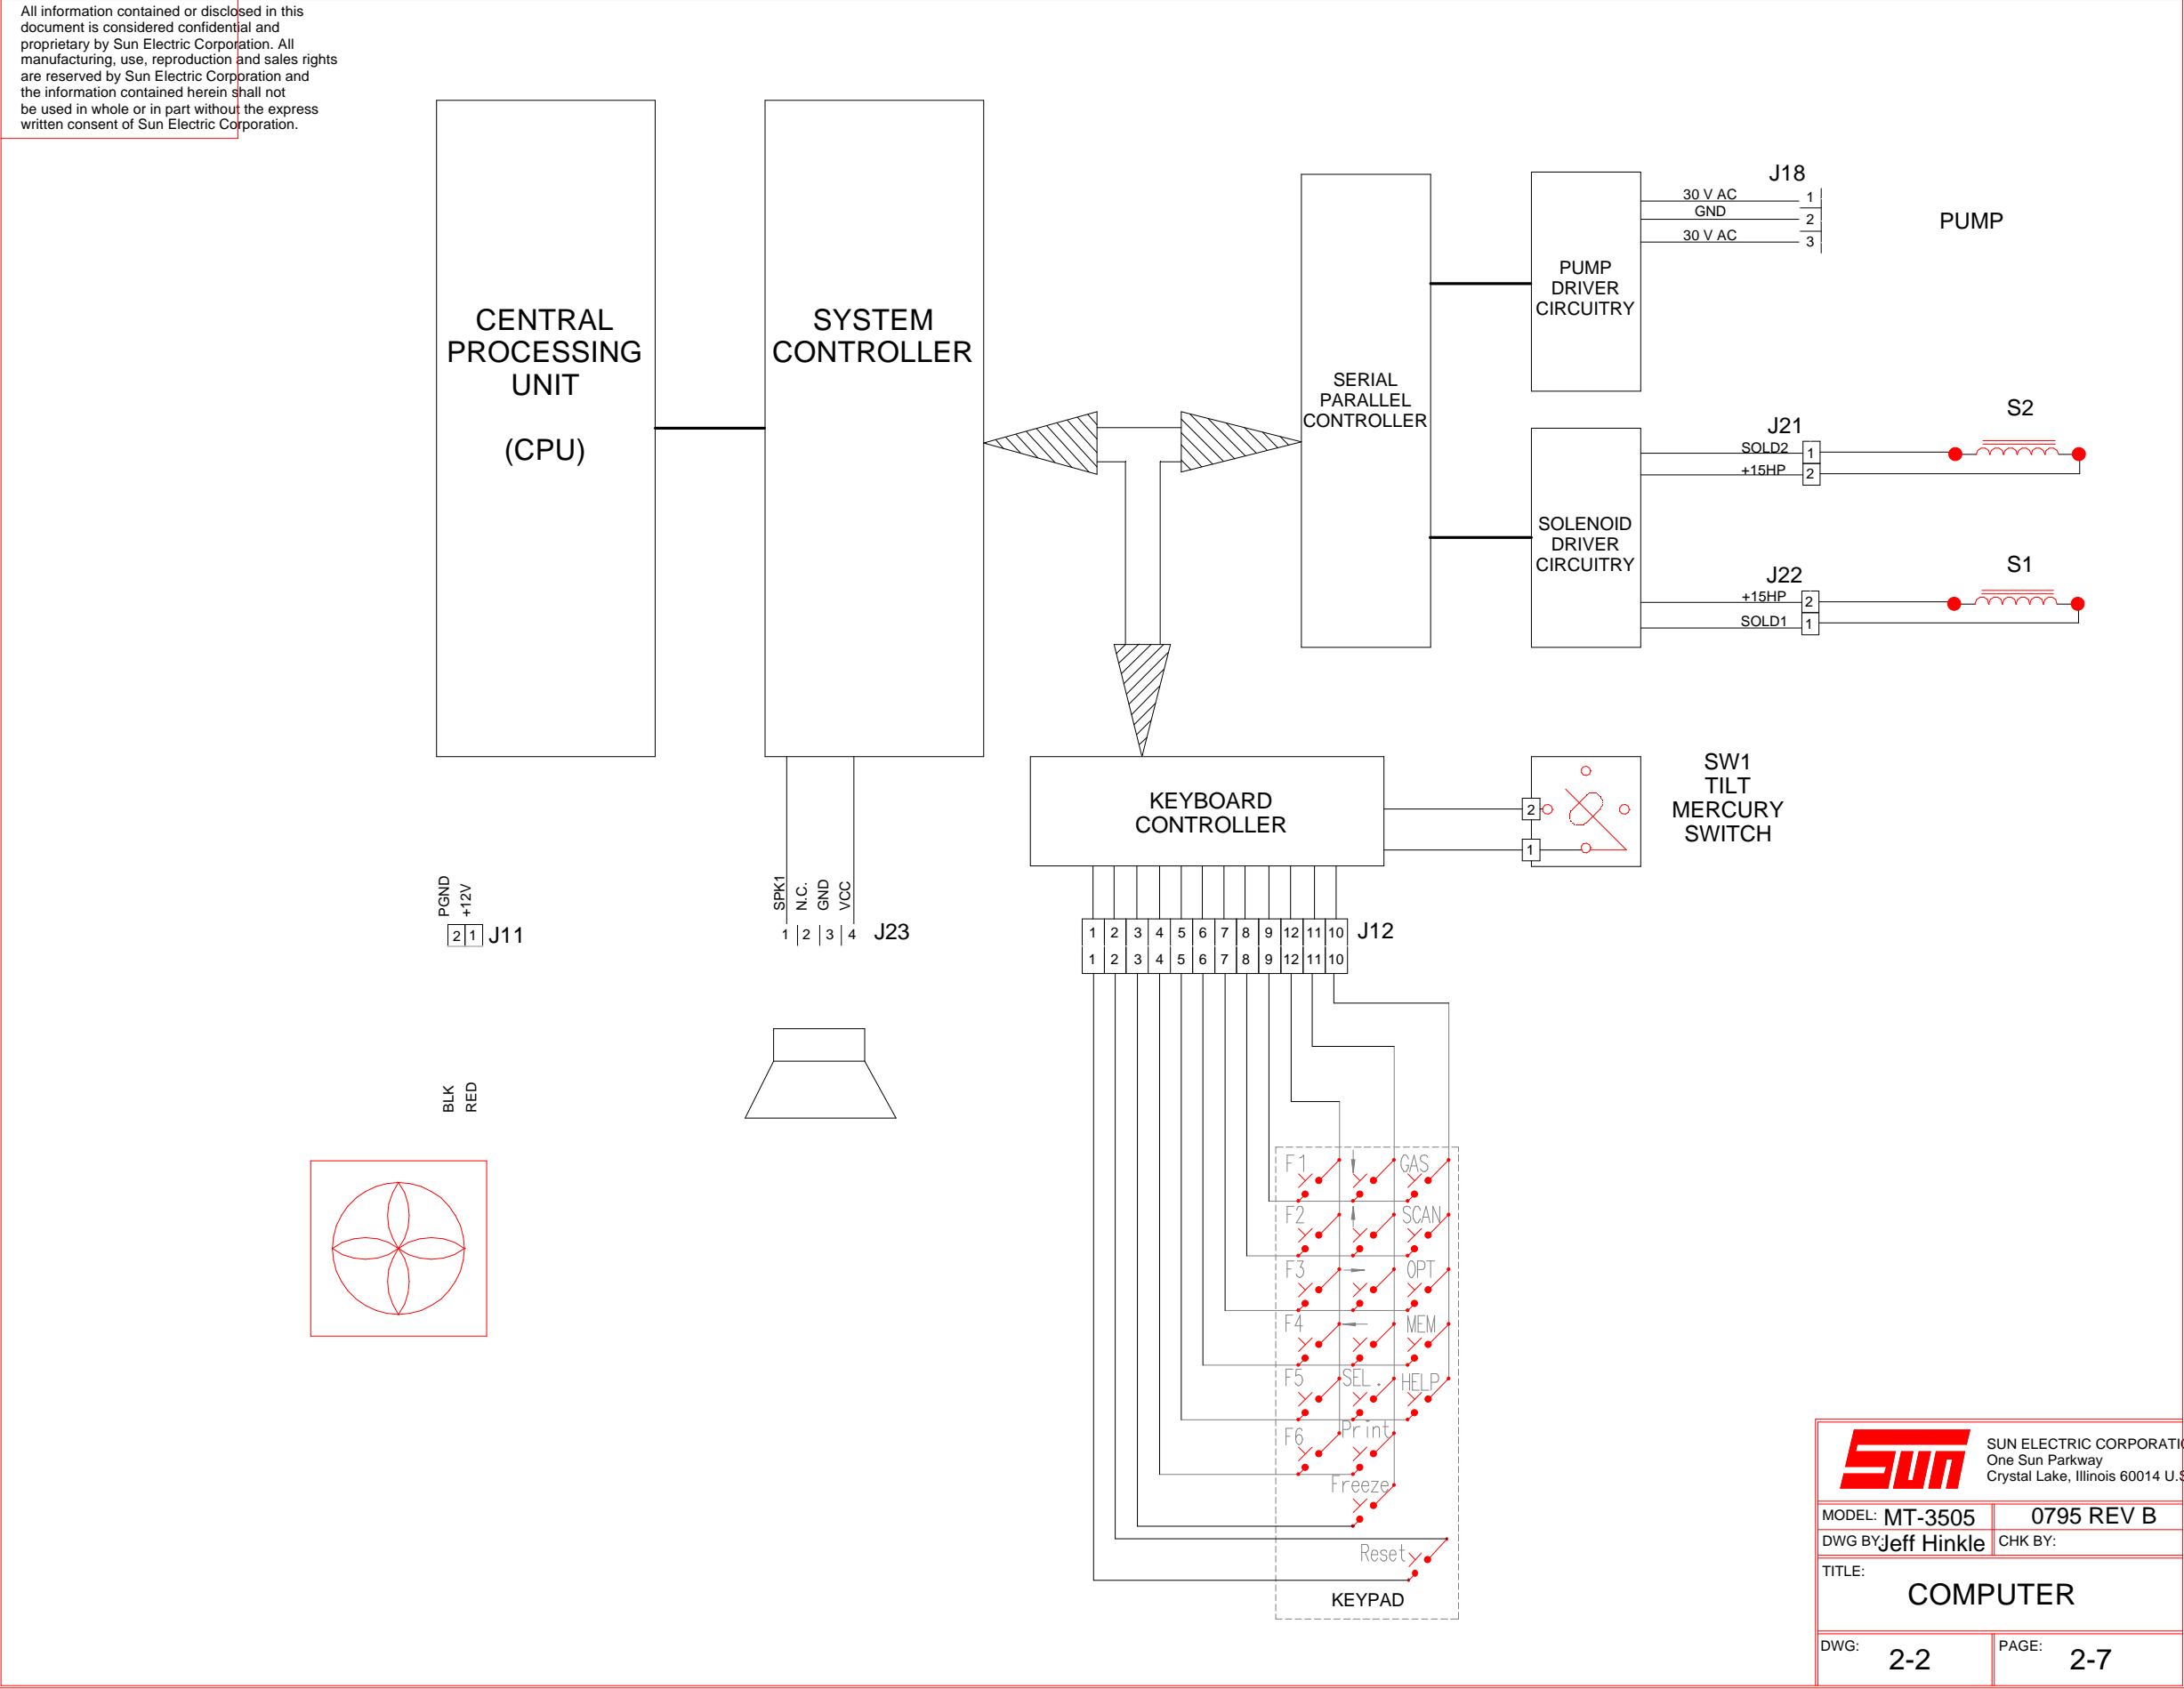 All information contained or disclosed in this
document is considered confidential and
proprietary by Sun Electric Corporation. All
manufacturing, use, reproduction and sales rights
are reserved by Sun Electric Corporation and
the information contained herein shall not
be used in whole or in part without the express
written consent of Sun Electric Corporation.
CENTRAL
PROCESSING
UNIT
(CPU)
SYSTEM
CONTROLLER
SERIAL
PARALLEL
CONTROLLER
PUMP
DRIVER
CIRCUITRY
J18
30 V AC 1
GND 2
30 V AC 3
PUMP
SOLENOID
DRIVER
CIRCUITRY
J21
SOLD2 1
+15HP 2
S2
J22
+15HP 2
SOLD1 1
S1
KEYBOARD
CONTROLLER
2
1
SW1
TILT
MERCURY
SWITCH
PGND
+12V
2 1 J11
SPK1
N.C.
GND
VCC
1 2 3 4 J23
1 2 3 4 5 6 7 8 9 12 11 10 J12
1 2 3 4 5 6 7 8 9 12 11 10
BLK
RED
F1 GAS
F2 SCAN
F3 OPT
F4 MEM
F5 SEL. HELP
F6 Print
Freeze
Reset
KEYPAD
sun
SUN ELECTRIC CORPORATI
One Sun Parkway
Crystal Lake, Illinois 60014 U.S
MODEL: MT-3505 0795 REV B
DWG BY: Jeff Hinkle CHK BY:
TITLE:
COMPUTER
DWG: 2-2 PAGE: 2-7